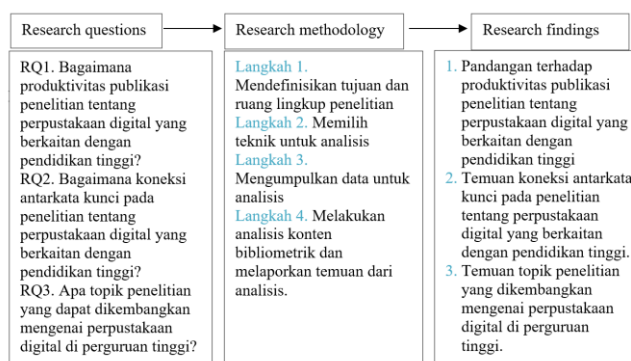 Research questions
Research methodology
Research findings
RQ1. Bagaimana
produktivitas publikasi
penelitian tentang
perpustakaan digital yang
berkaitan dengan
pendidikan tinggi?
RQ2. Bagaimana koneksi
antarkata kunci pada
penelitian tentang
perpustakaan digital yang
berkaitan dengan
pendidikan tinggi?
RQ3. Apa topik penelitian
yang dapat dikembangkan
mengenai perpustakaan
digital di perguruan tinggi?
Langkah 1.
Mendefinisikan tujuan dan
ruang lingkup penelitian
Langkah 2. Memilih
teknik untuk analisis
Langkah 3.
Mengumpulkan data untuk
analisis
Langkah 4. Melakukan
analisis konten
bibliometrik dan
melaporkan temuan dari
analisis.
1. Pandangan terhadap
produktivitas publikasi
penelitian tentang
perpustakaan digital yang
berkaitan dengan
pendidikan tinggi
2. Temuan koneksi antarkata
kunci pada penelitian
tentang perpustakaan
digital yang berkaitan
dengan pendidikan tinggi.
3. Temuan topik penelitian
yang dikembangkan
mengenai perpustakaan
digital di perguruan
tinggi.